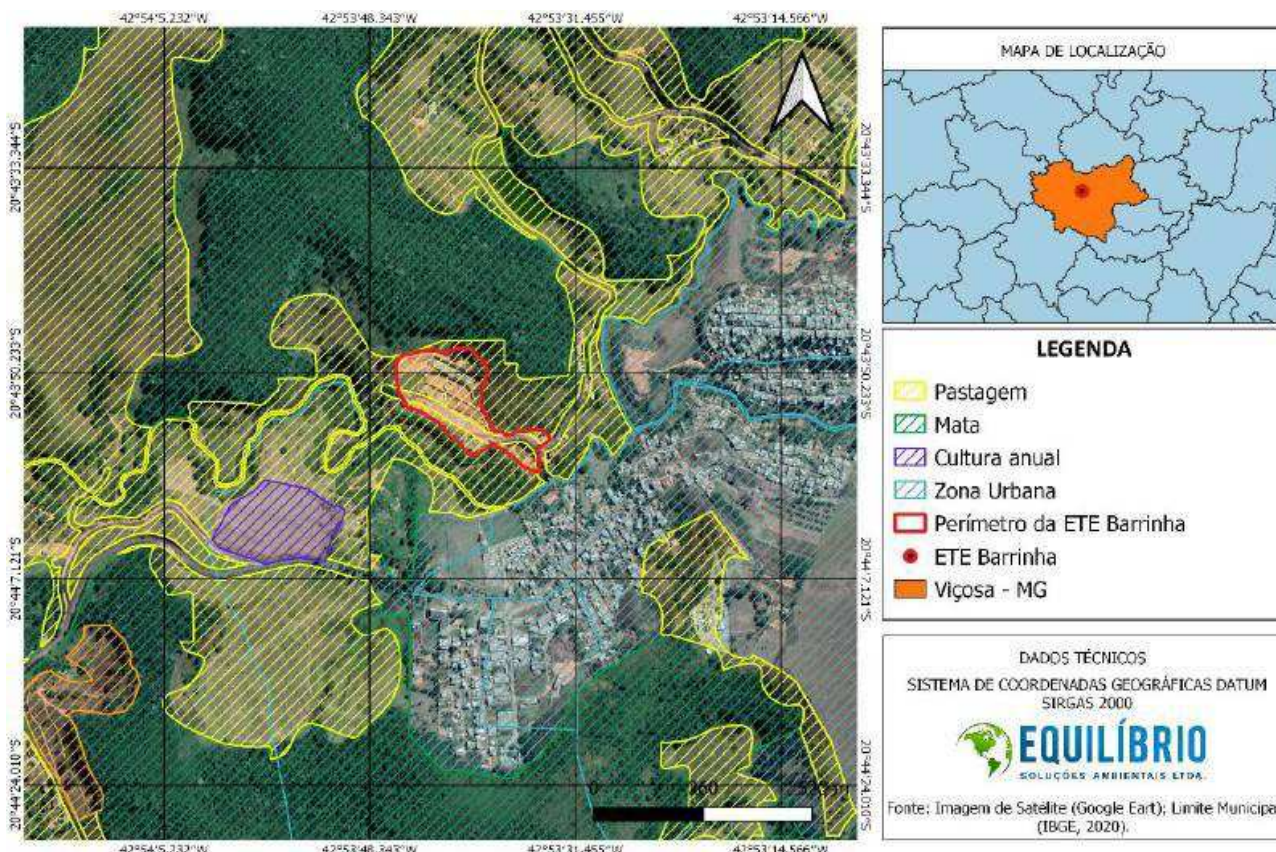 42°54'5.232"W 42°53'48.343"W 42°53'31.455"W 42°53'14.566"W
20°43'33.344"S
20°43'50.233"S
20°44'7.121"S
20°44'24.010"S
20°43'33.344"S
20°43'50.233"S
20°44'7.121"S
20°44'24.010"S
0
42°54'5.232"W 42°53'48.343"W 42°53'31.455"W 42°53'14.566"W
MAPA DE LOCALIZAÇÃO
LEGENDA
Pastagem
Mata
Cultura anual
Zona Urbana
Perímetro da ETE Barrinha
ETE Barrinha
Viçosa - MG
DADOS TÉCNICOS
SISTEMA DE COORDENADAS GEOGRÁFICAS DATUM
SIRGAS 2000
EQUILÍBRIO
SOLUÇÕES AMBIENTAIS LTDA.
Fonte: Imagem de Satélite (Google Eart); Limite Municipa
(IBGE, 2020).